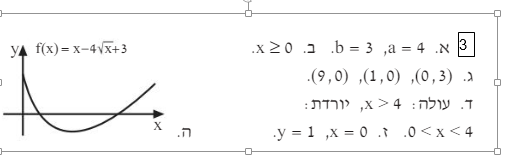 3 א. a = 4, b = 3. ב. x ≥ 0.
ג. (0,3), (1,0), (9,0).
ד. עולה: x > 4, יורדת:
0 < x < 4. ז. x = 0, y = 1.
ה.
y f(x) = x−4√x+3
x